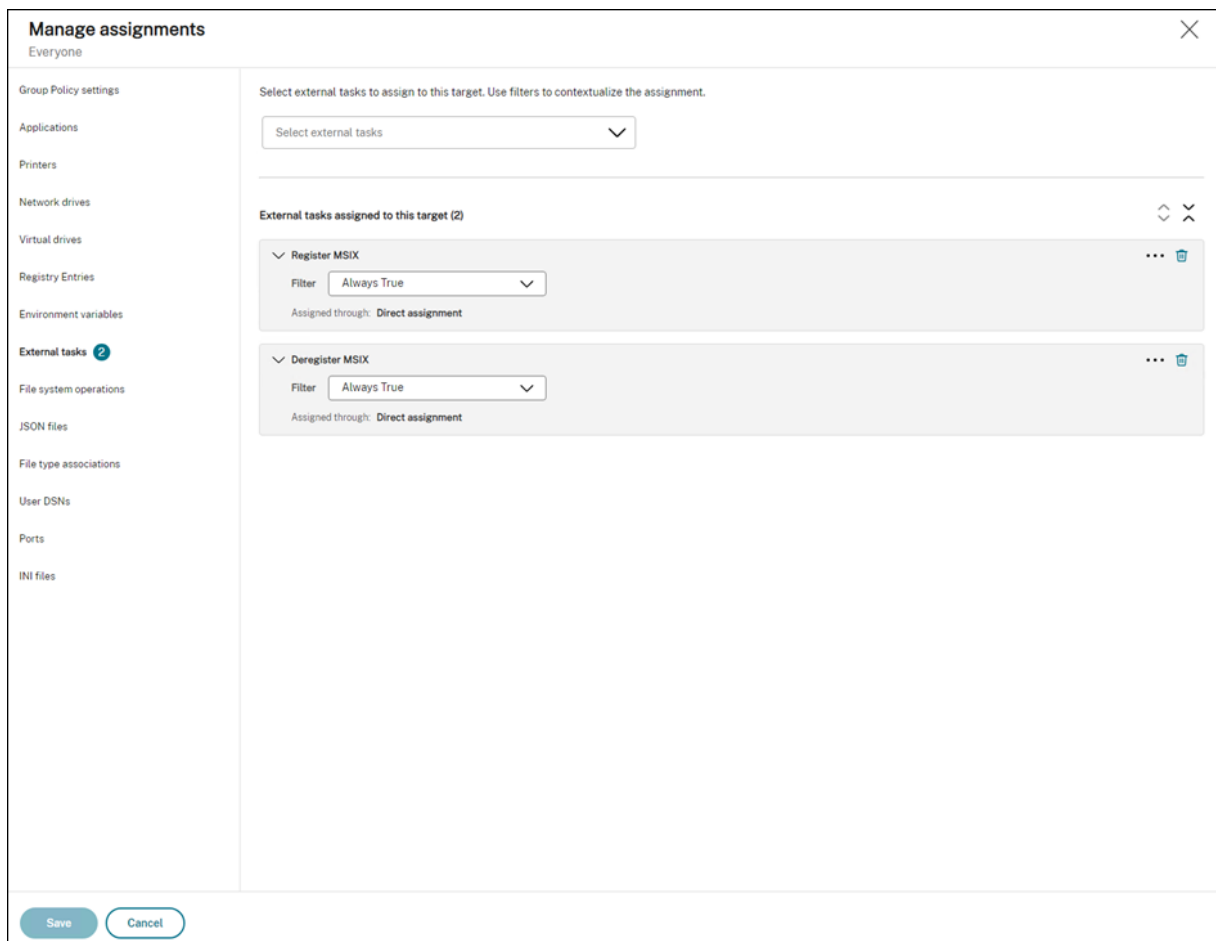 Manage assignments
Everyone
Group Policy settings
Applications
Printers
Network drives
Virtual drives
Registry Entries
Environment variables
External tasks 2
File system operations
JSON files
File type associations
User DSNs
Ports
INI files
Select external tasks to assign to this target. Use filters to contextualize the assignment.
Select external tasks
External tasks assigned to this target (2)
Register MSIX
Filter Always True
Assigned through: Direct assignment
Deregister MSIX
Filter Always True
Assigned through: Direct assignment
Save Cancel